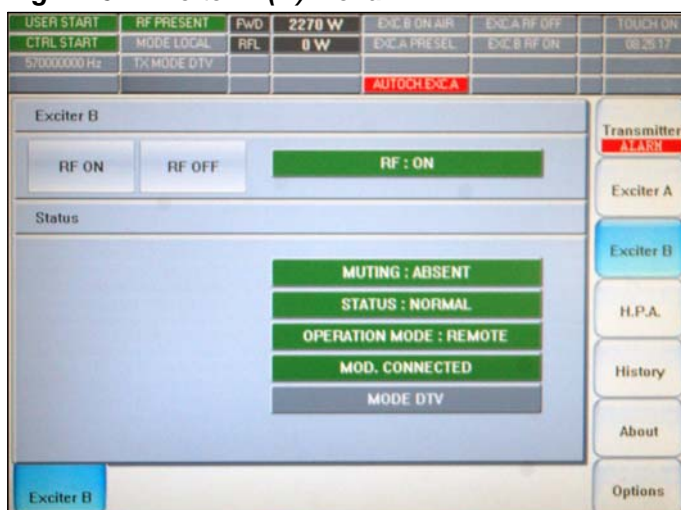 USER START RF PRESENT FWD 2270 W EXC.B ON AIR EXC.A RF OFF TOUCH ON
CTRL START MODE LOCAL RFL 0 W EXC.A PRESEL EXC.B RF ON 08:25:17
570000000 Hz TX MODE DTV
AUTOCH.EXC.A
Exciter B
Transmitter
ALARM
RF ON RF OFF RF : ON
Exciter A
Status
Exciter B
MUTING : ABSENT
STATUS : NORMAL
H.P.A.
OPERATION MODE : REMOTE
MOD. CONNECTED
History
MODE DTV
About
Exciter B
Options